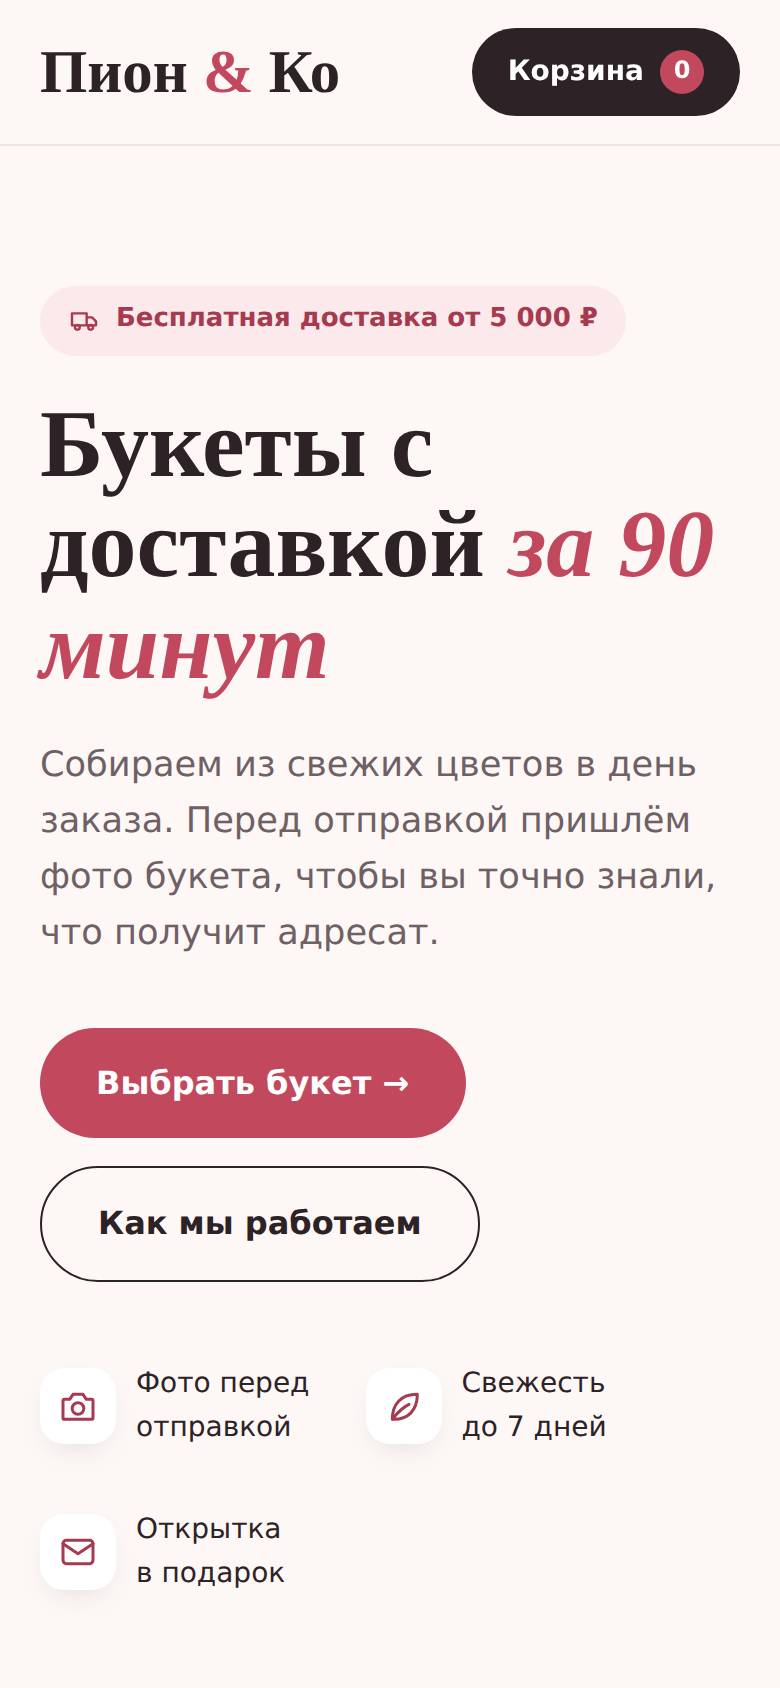 Пион & Ко
Корзина 0
Бесплатная доставка от 5 000 ₽
Букеты с
доставкой за 90
минут
Собираем из свежих цветов в день
заказа. Перед отправкой пришлём
фото букета, чтобы вы точно знали,
что получит адресат.
Выбрать букет →
Как мы работаем
Фото перед
отправкой
Свежесть
до 7 дней
Открытка
в подарок